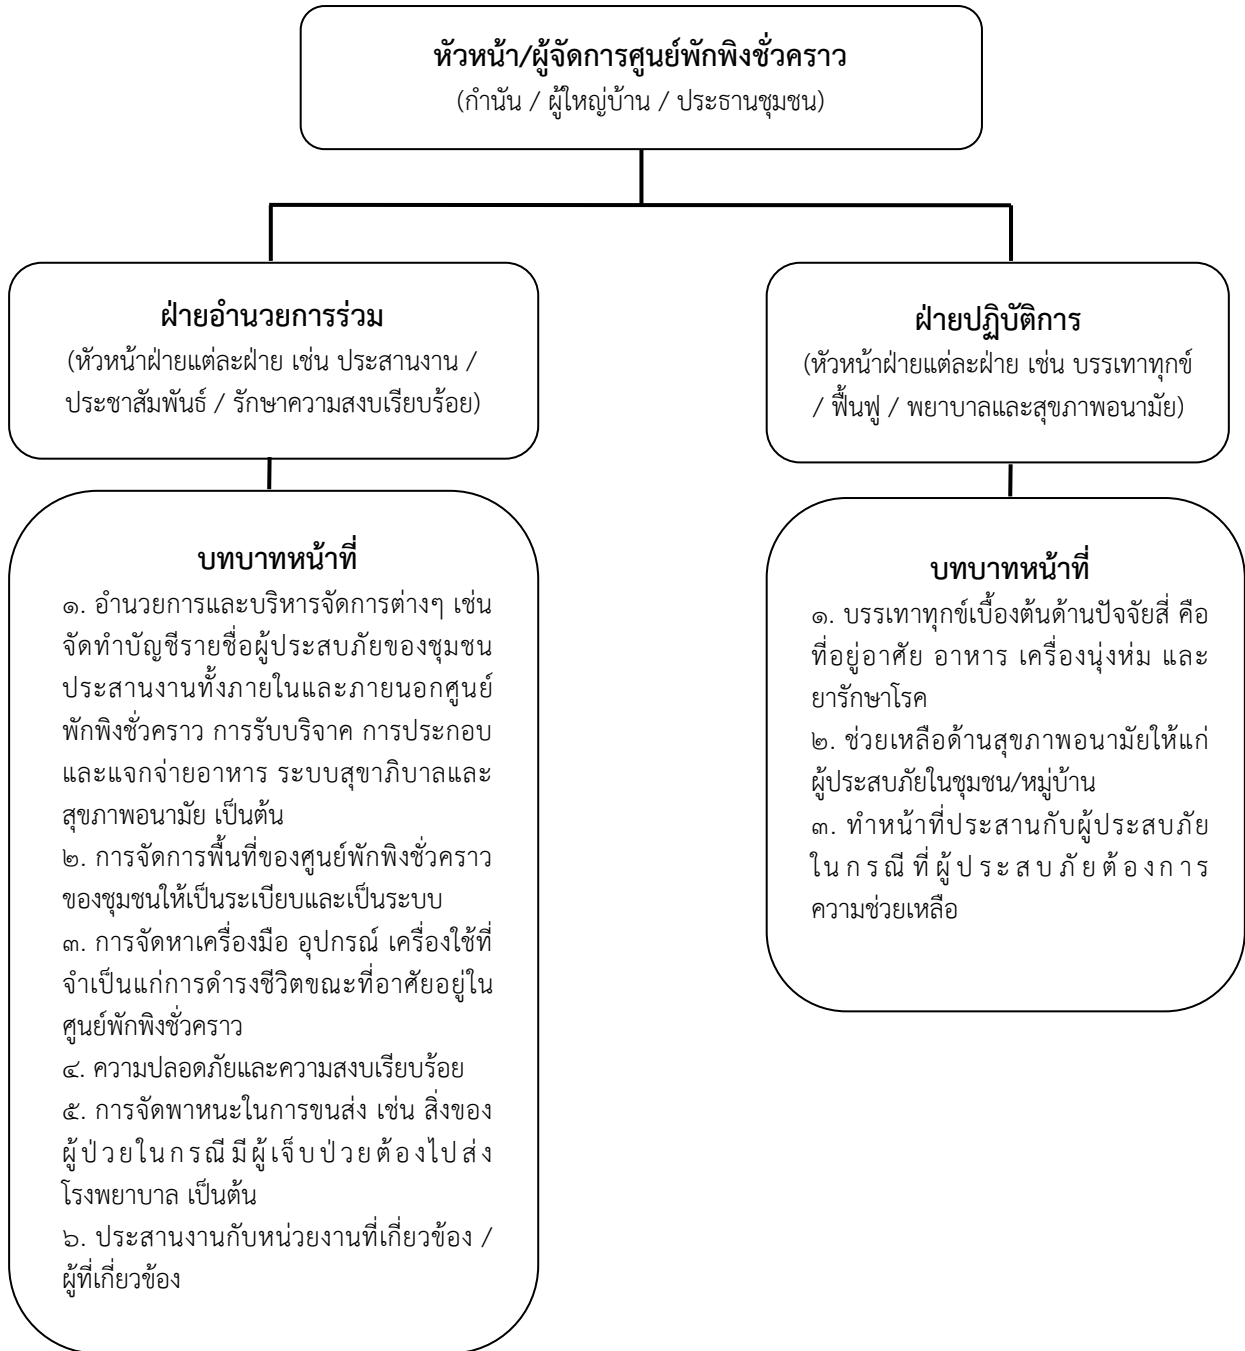 หัวหน้า/ผู้จัดการศูนย์พักพิงชั่วคราว
(กำนัน / ผู้ใหญ่บ้าน / ประธานชุมชน)
ฝ่ายอำนวยการร่วม
(หัวหน้าฝ่ายแต่ละฝ่าย เช่น ประสานงาน /
ประชาสัมพันธ์ / รักษาความสงบเรียบร้อย)
ฝ่ายปฏิบัติการ
(หัวหน้าฝ่ายแต่ละฝ่าย เช่น บรรเทาทุกข์
/ ฟื้นฟู / พยาบาลและสุขภาพอนามัย)
บทบาทหน้าที่
๑. อำนวยการและบริหารจัดการต่างๆ เช่น
จัดทำบัญชีรายชื่อผู้ประสบภัยของชุมชน
ประสานงานทั้งภายในและภายนอกศูนย์
พักพิงชั่วคราว การรับบริจาค การประกอบ
และแจกจ่ายอาหาร ระบบสุขาภิบาลและ
สุขภาพอนามัย เป็นต้น
๒. การจัดการพื้นที่ของศูนย์พักพิงชั่วคราว
ของชุมชนให้เป็นระเบียบและเป็นระบบ
๓. การจัดหาเครื่องมือ อุปกรณ์ เครื่องใช้ที่
จำเป็นแก่การดำรงชีวิตขณะที่อาศัยอยู่ใน
ศูนย์พักพิงชั่วคราว
๔. ความปลอดภัยและความสงบเรียบร้อย
๕. การจัดพาหนะในการขนส่ง เช่น สิ่งของ
ผู้ป่วยในกรณีมีผู้เจ็บป่วยต้องไปส่ง
โรงพยาบาล เป็นต้น
๖. ประสานงานกับหน่วยงานที่เกี่ยวข้อง /
ผู้ที่เกี่ยวข้อง
บทบาทหน้าที่
๑. บรรเทาทุกข์เบื้องต้นด้านปัจจัยสี่ คือ
ที่อยู่อาศัย อาหาร เครื่องนุ่งห่ม และ
ยารักษาโรค
๒. ช่วยเหลือด้านสุขภาพอนามัยให้แก่
ผู้ประสบภัยในชุมชน/หมู่บ้าน
๓. ทำหน้าที่ประสานกับผู้ประสบภัย
ในกรณีที่ผู้ประสบภัยต้องการ
ความช่วยเหลือ